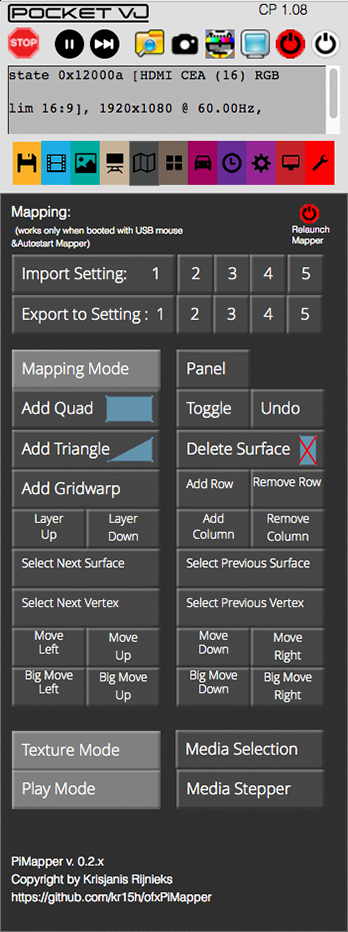 POCKET VJ CP 1.08
STOP
state 0x12000a [HDMI CEA (16) RGB
lim 16:9], 1920x1080 @ 60.00Hz,
Mapping:
(works only when booted with USB mouse
&Autostart Mapper)
Relaunch
Mapper
Import Setting: 1 2 3 4 5
Export to Setting : 1 2 3 4 5
Mapping Mode Panel
Add Quad Toggle Undo
Add Triangle Delete Surface
Add Gridwarp Add Row Remove Row
Layer Up Layer Down Add Column Remove Column
Select Next Surface Select Previous Surface
Select Next Vertex Select Previous Vertex
Move Left Move Up Move Down Move Right
Big Move Left Big Move Up Big Move Down Big Move Right
Texture Mode Media Selection
Play Mode Media Stepper
PiMapper v. 0.2.x
Copyright by Krisjanis Rijnieks
https://github.com/kr15h/ofxPiMapper